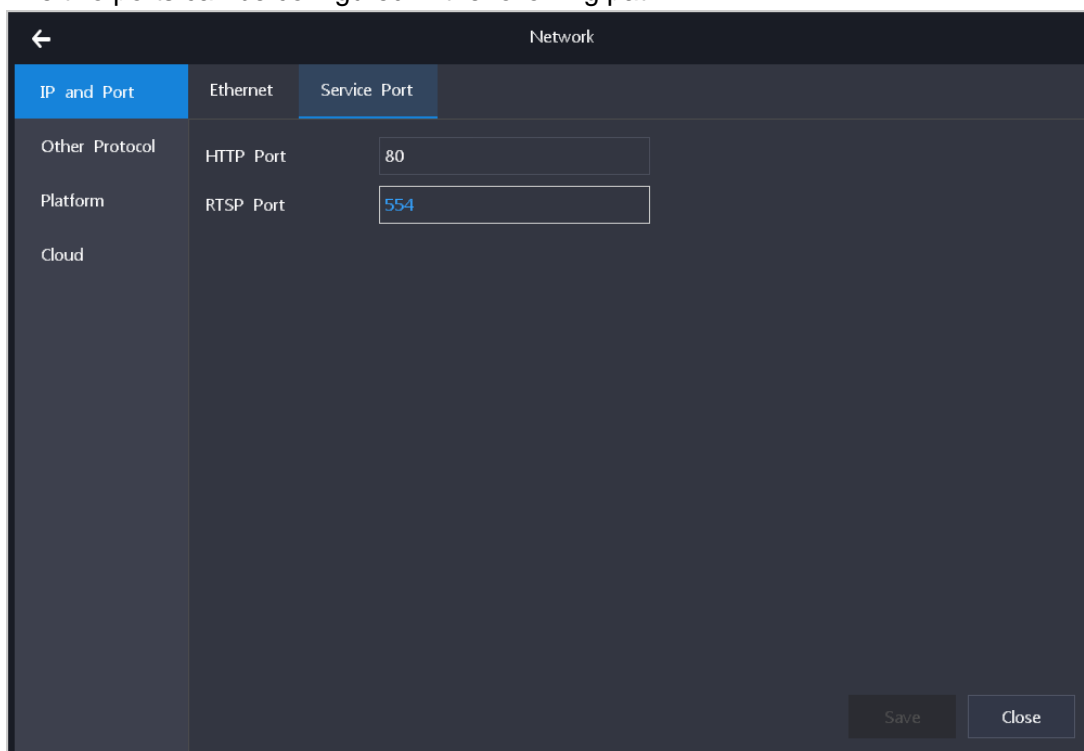 Network
IP and Port
Ethernet
Service Port
Other Protocol
HTTP Port
80
Platform
RTSP Port
554
Cloud
Save
Close